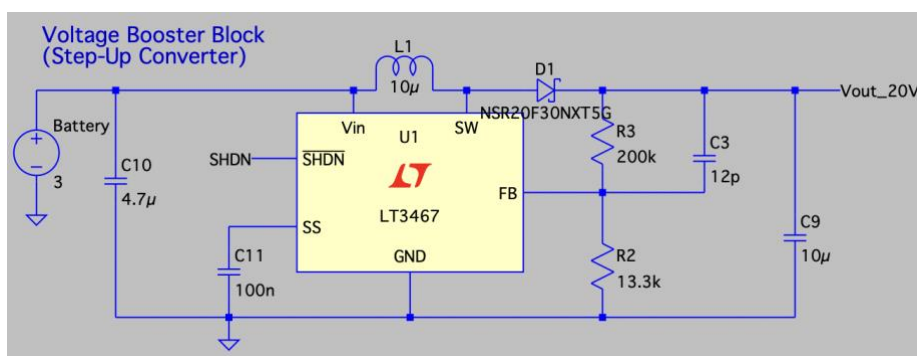 Voltage Booster Block
(Step-Up Converter)
L1
10µ
D1
NSR20F30NXT5G
Vout_20V
Battery
3
C10
4.7µ
SHDN
Vin
U1
SW
SHDN
LT3467
FB
SS
GND
C11
100n
R3
200k
C3
12p
R2
13.3k
C9
10µ